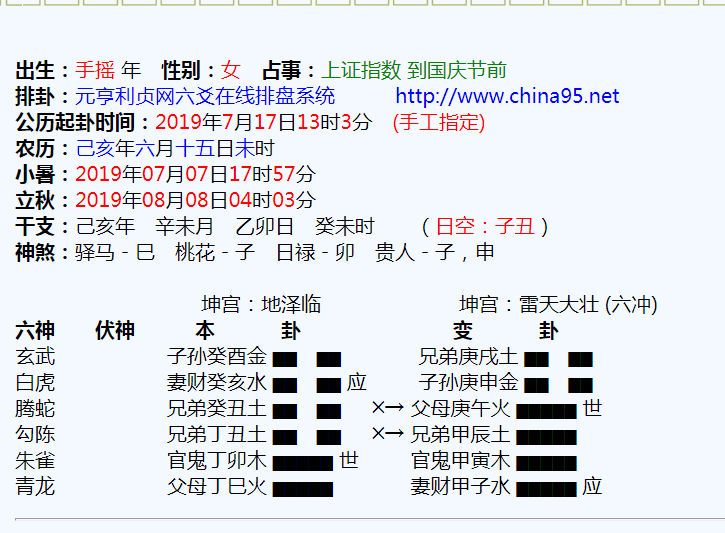 出生：手摇 年　性别：女　占事：上证指数 到国庆节前
排卦：元亨利贞网六爻在线排盘系统　　　http://www.china95.net
公历起卦时间：2019年7月17日13时3分　(手工指定)
农历：己亥年六月十五日未时
小暑：2019年07月07日17时57分
立秋：2019年08月08日04时03分
干支：己亥年　辛未月　乙卯日　癸未时　　（日空：子丑）
神煞：驿马－巳　桃花－子　日禄－卯　贵人－子，申
坤宫：地泽临　　　坤宫：雷天大壮 (六冲)
六神　伏神　本　卦　变　卦
玄武　子孙癸酉金　兄弟庚戌土
白虎　妻财癸亥水　应　子孙庚申金
腾蛇　兄弟癸丑土　×→ 父母庚午火　世
勾陈　兄弟丁丑土　×→ 兄弟甲辰土
朱雀　官鬼丁卯木　世　官鬼甲寅木
青龙　父母丁巳火　妻财甲子水　应